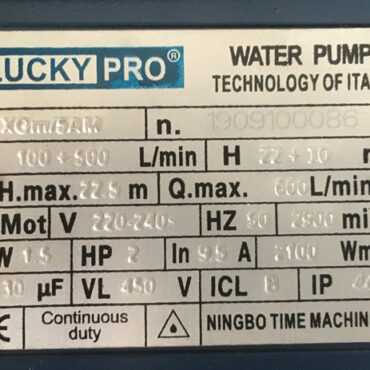 LUCKY PRO® WATER PUMP
TECHNOLOGY OF ITA
n. 1909100086
100÷500 L/min H 22÷10
H.max. 22.5 m Q.max. 600 L/min
Mot V 220-240~ HZ 50 2900 mi
W 1.5 HP 2 In 9.5 A 2100 W
30 µF VL 450 V ICL B IP
Continuous duty NINGBO TIME MACHIN